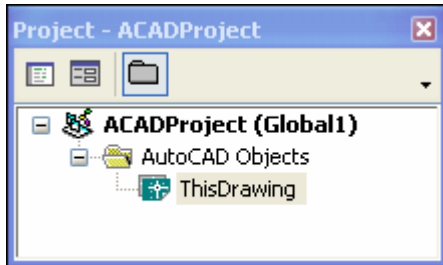 Project - ACADProject
ACADProject (Global1)
AutoCAD Objects
ThisDrawing